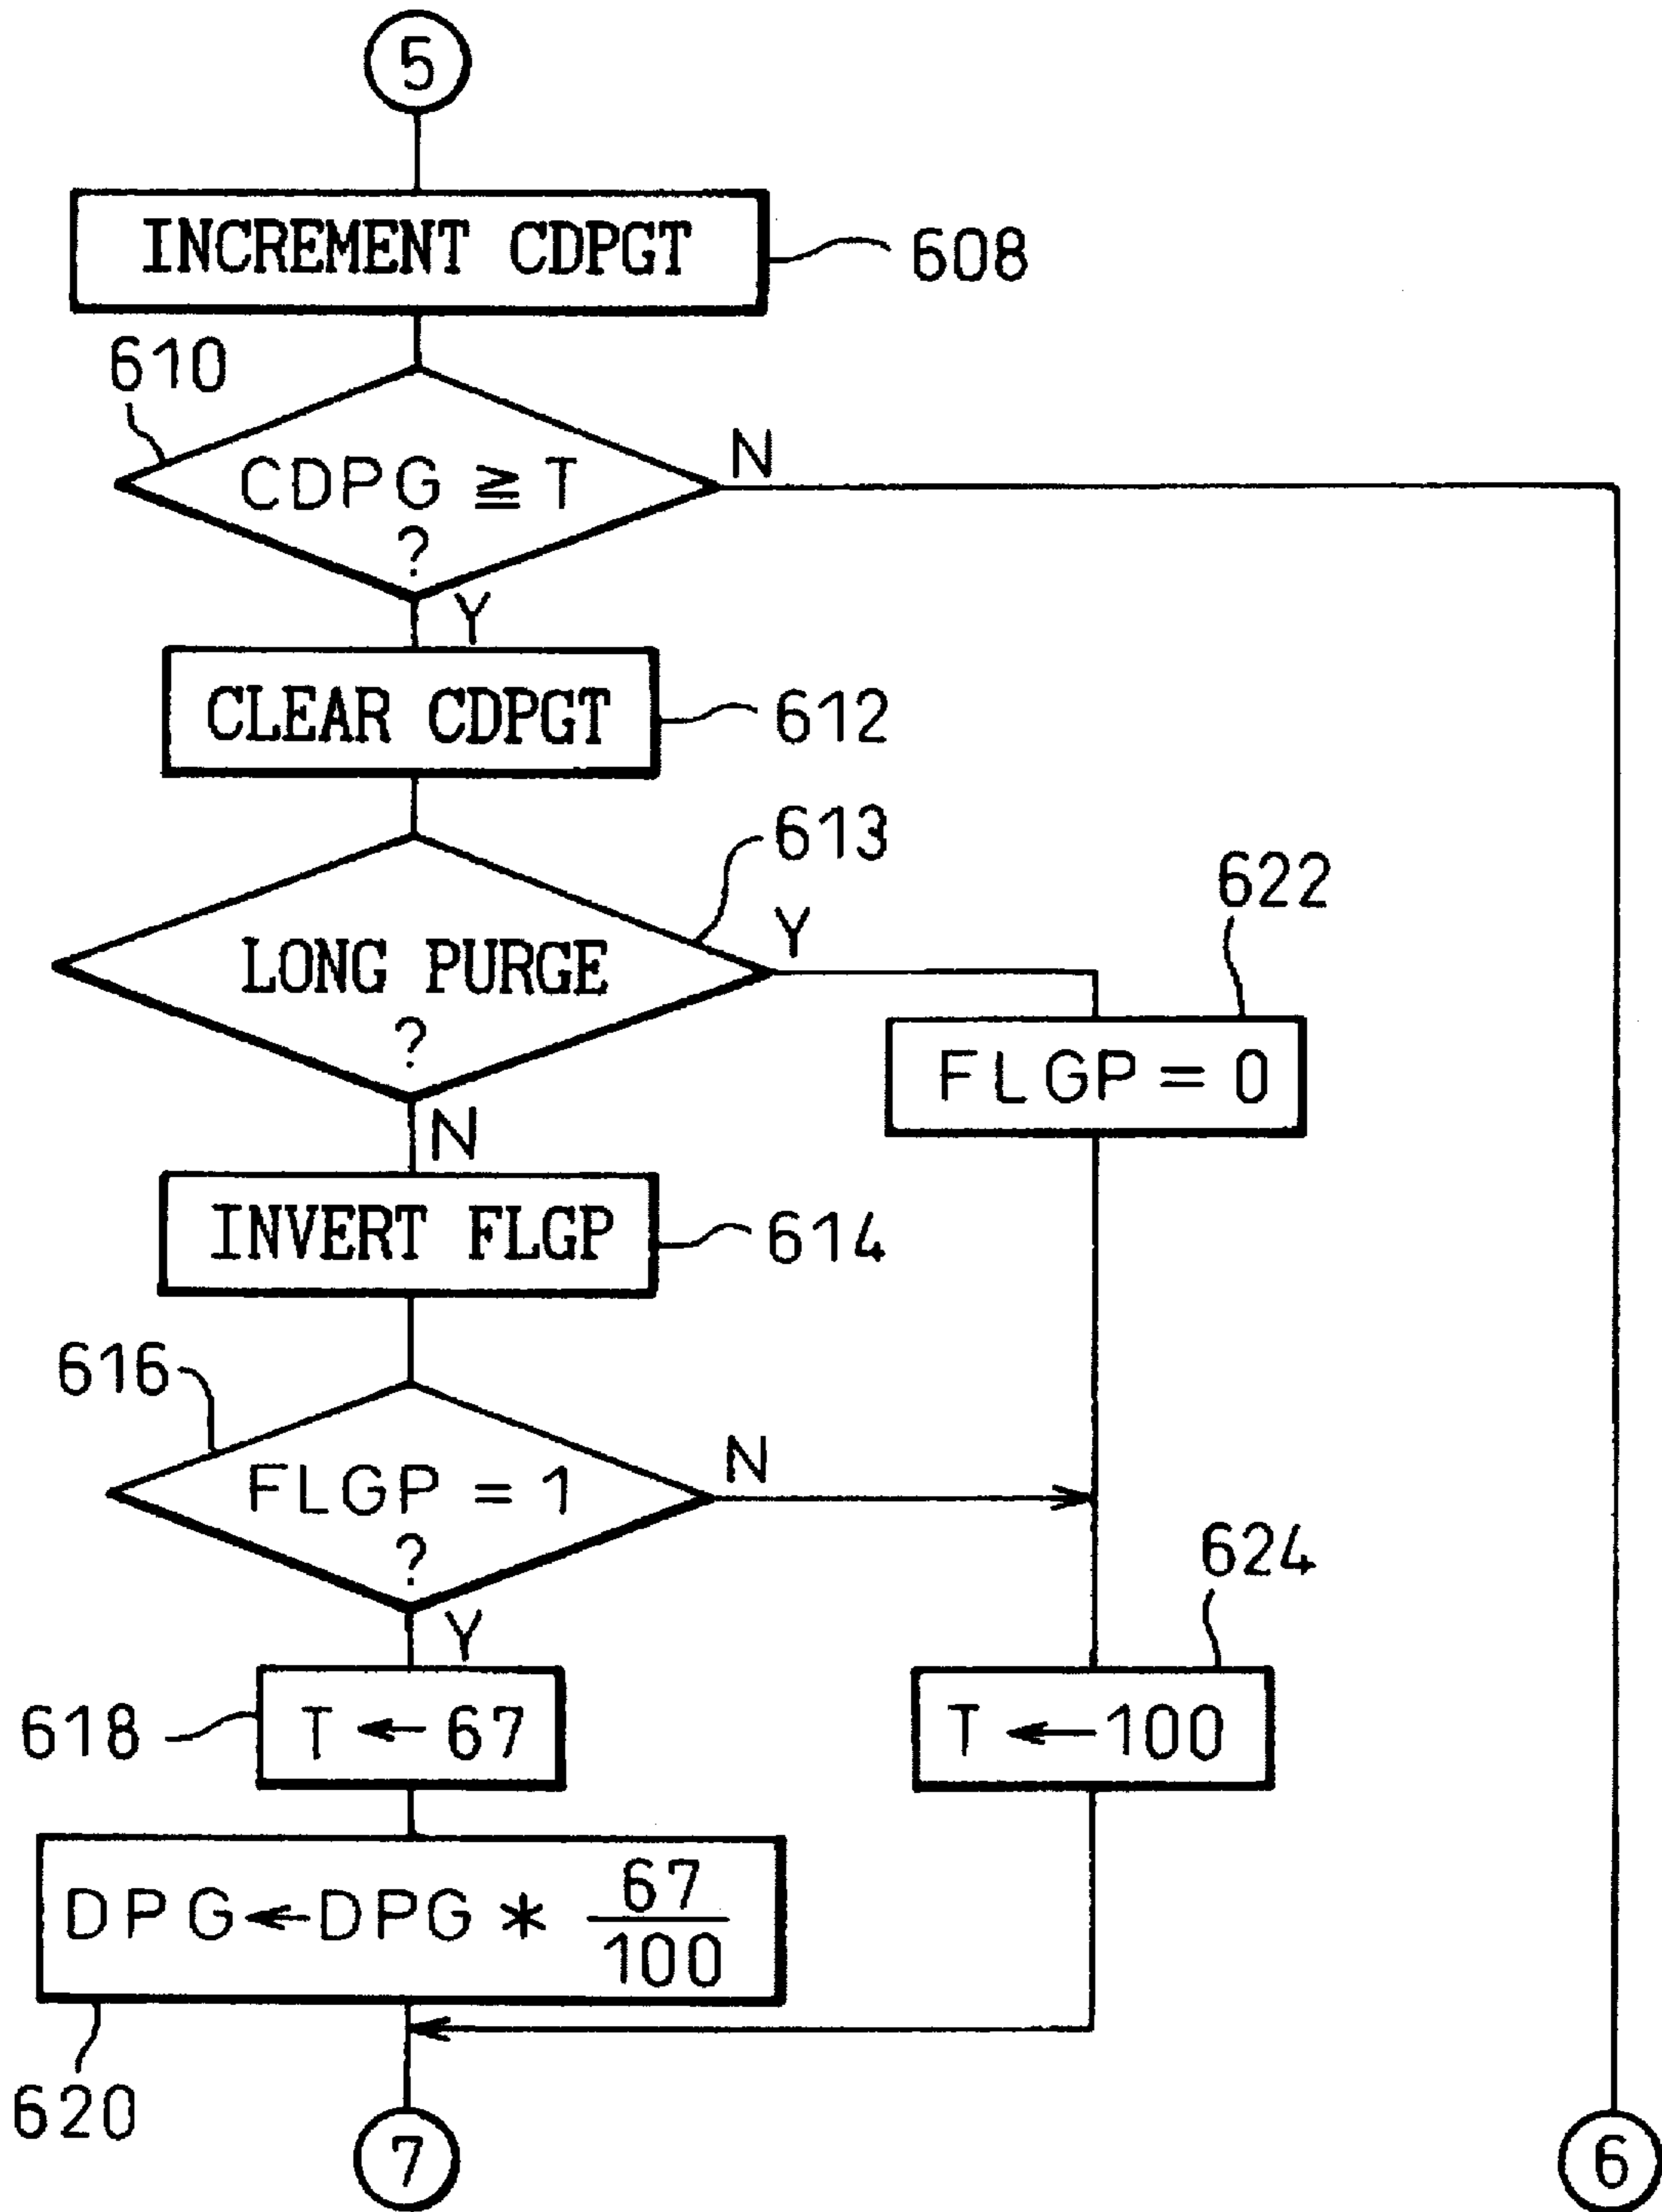 5
INCREMENT CDPGT
608
610
CDPG ≧ T
?
N
Y
CLEAR CDPGT
612
613
LONG PURGE
?
Y
622
FLGP = 0
N
INVERT FLGP
614
616
FLGP = 1
?
N
624
Y
618
T ← 67
T ← 100
DPG ← DPG * 67/100
620
7
6